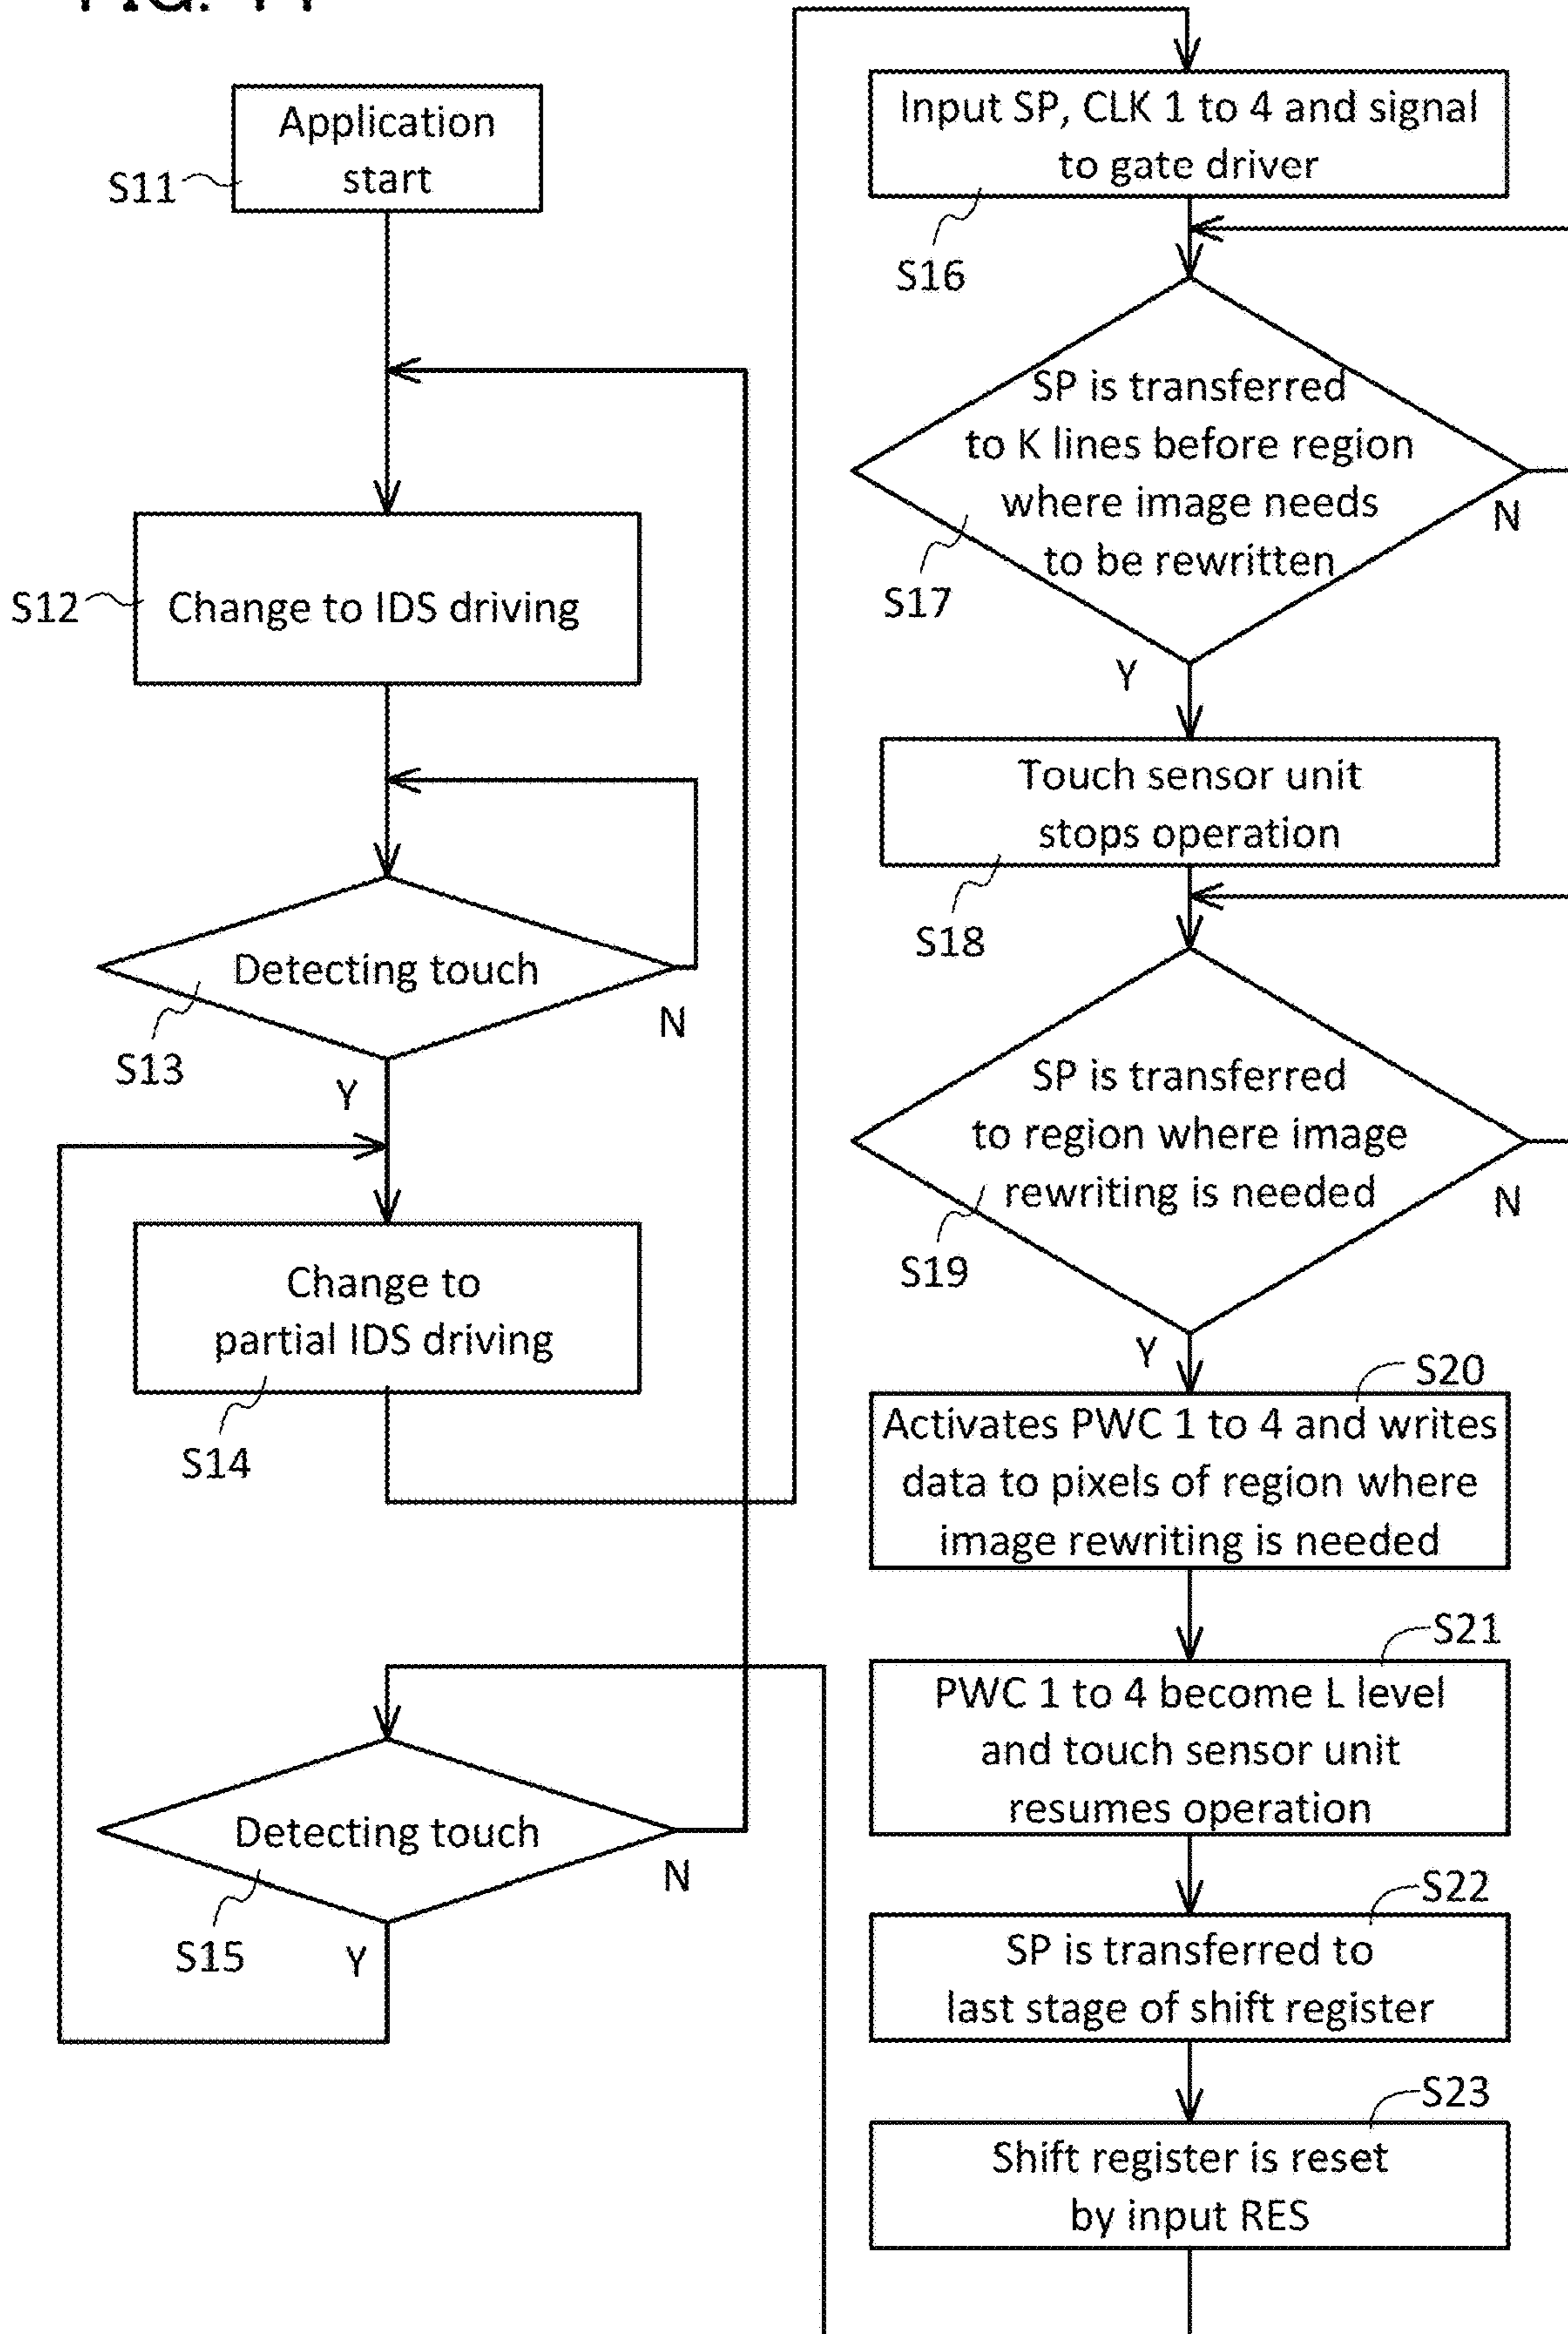 Application
start
S11
S12
Change to IDS driving
Detecting touch
N
S13
Y
Change to
partial IDS driving
S14
Detecting touch
N
S15
Y
Input SP, CLK 1 to 4 and signal
to gate driver
S16
SP is transferred
to K lines before region
where image needs
to be rewritten
N
S17
Y
Touch sensor unit
stops operation
S18
SP is transferred
to region where image
rewriting is needed
N
S19
Y
S20
Activates PWC 1 to 4 and writes
data to pixels of region where
image rewriting is needed
S21
PWC 1 to 4 become L level
and touch sensor unit
resumes operation
S22
SP is transferred to
last stage of shift register
S23
Shift register is reset
by input RES